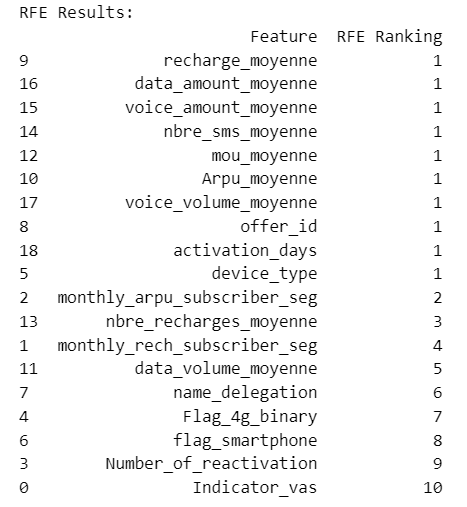 RFE Results:
Feature RFE Ranking
9 recharge_moyenne 1
16 data_amount_moyenne 1
15 voice_amount_moyenne 1
14 nbre_sms_moyenne 1
12 mou_moyenne 1
10 Arpu_moyenne 1
17 voice_volume_moyenne 1
8 offer_id 1
18 activation_days 1
5 device_type 1
2 monthly_arpu_subscriber_seg 2
13 nbre_recharges_moyenne 3
1 monthly_rech_subscriber_seg 4
11 data_volume_moyenne 5
7 name_delegation 6
4 Flag_4g_binary 7
6 flag_smartphone 8
3 Number_of_reactivation 9
0 Indicator_vas 10